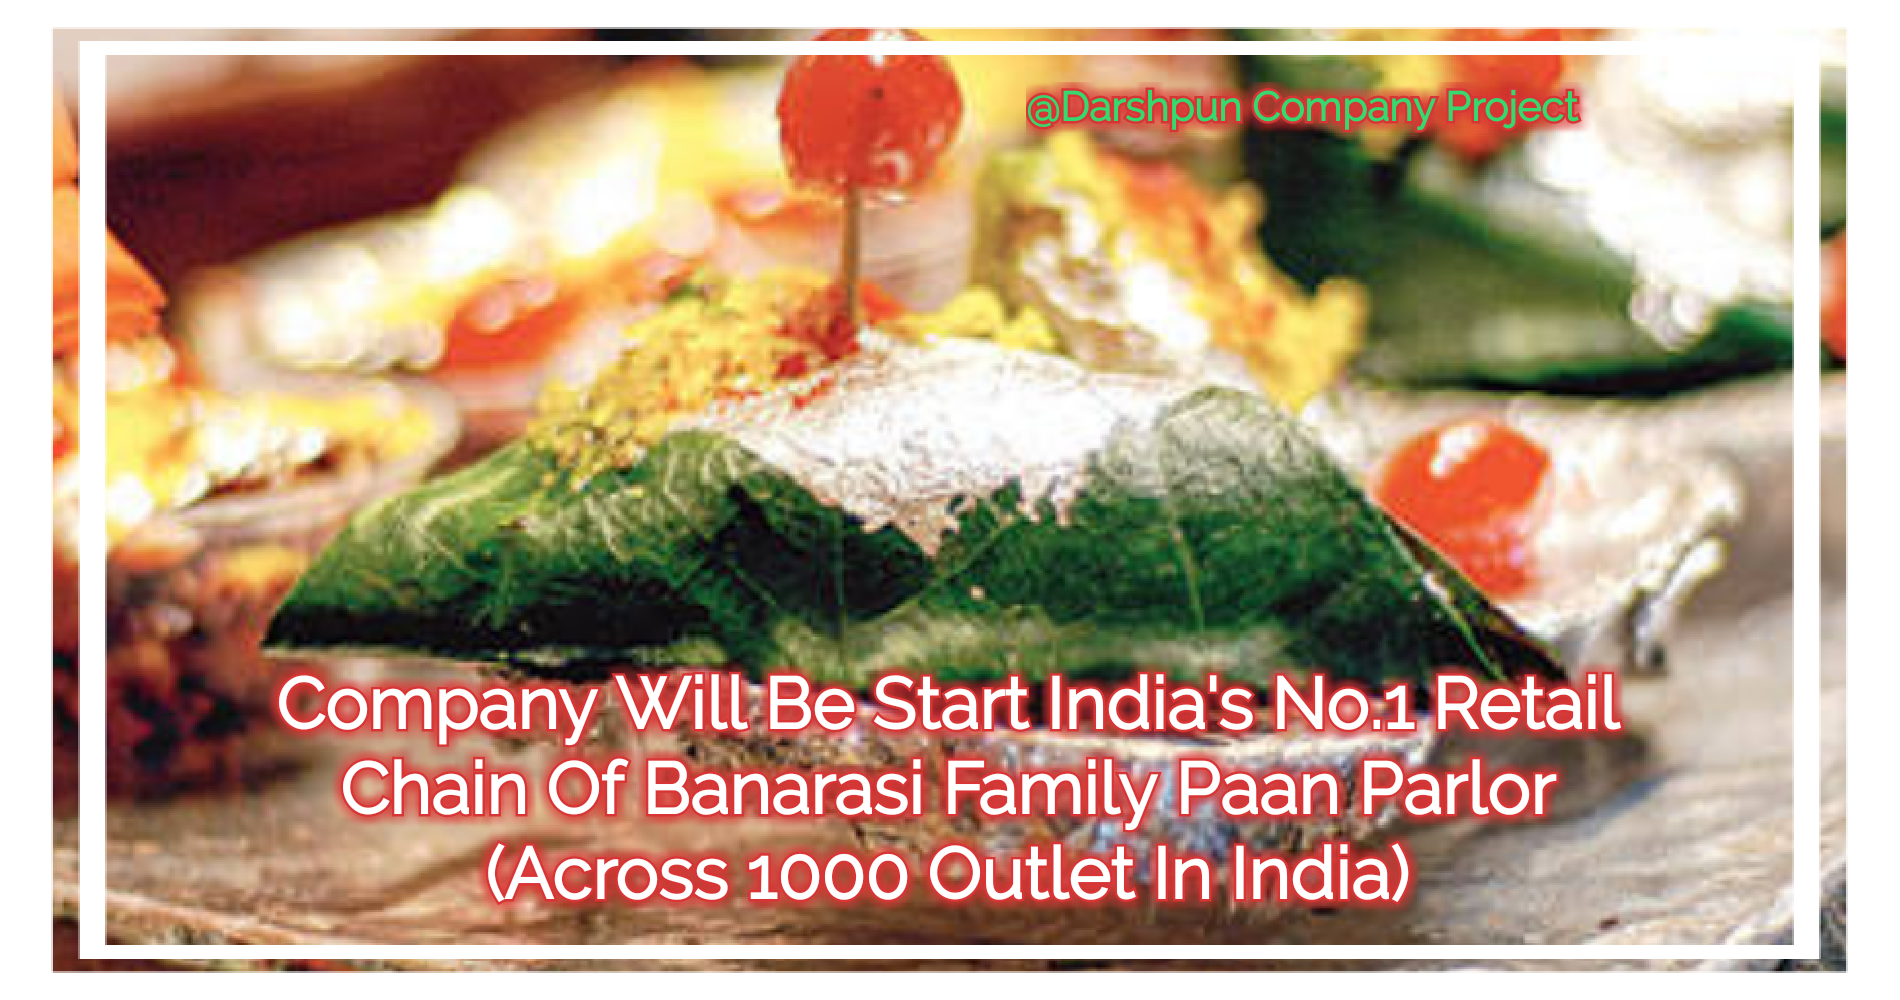 @Darshpun Company Project
Company Will Be Start India's No.1 Retail
Chain Of Banarasi Family Paan Parlor
(Across 1000 Outlet In India)